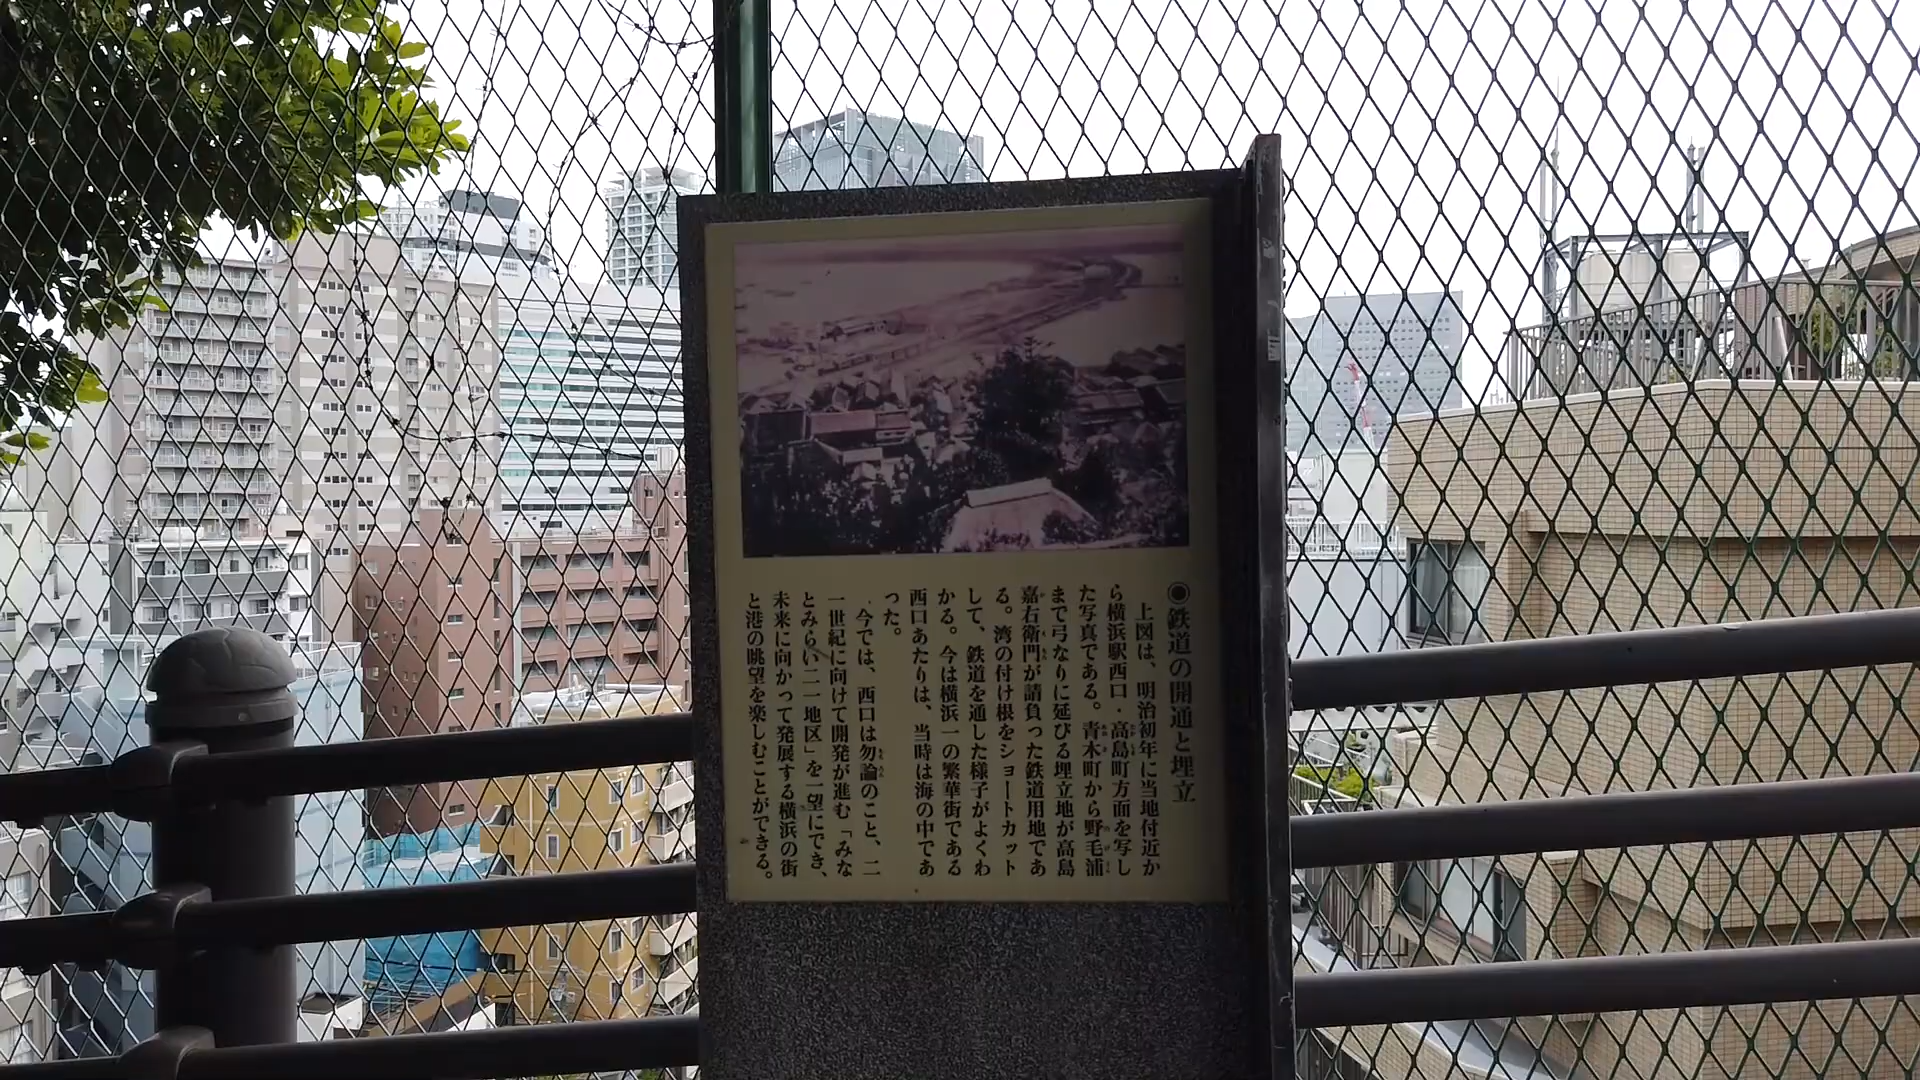 ◉鉄道の開通と埋立
上図は、明治初年に当地付近か
ら横浜駅西口・高島町方面を写し
た写真である。青木町から野毛浦
まで弓なりに延びる埋立地が高島
嘉右衛門が請負った鉄道用地であ
る。湾の付け根をショートカット
して、鉄道を通した様子がよくわ
かる。今は横浜一の繁華街である
西口あたりは、当時は海の中であ
った。
今では、西口は勿論のこと、二
一世紀に向けて開発が進む「みな
とみらい二一地区」を一望にでき、
未来に向かって発展する横浜の街
と港の眺望を楽しむことができる。